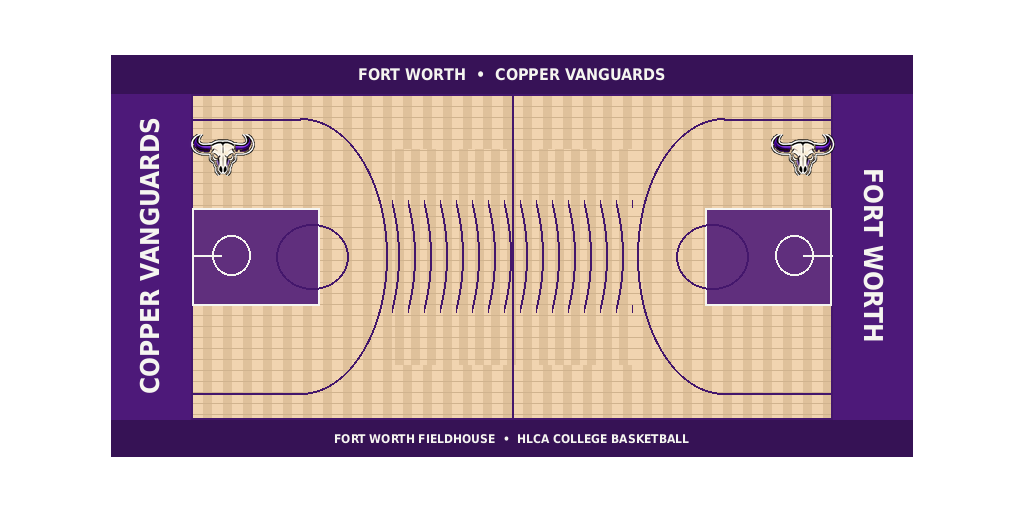 FORT WORTH • COPPER VANGUARDS
COPPER VANGUARDS
FORT WORTH
FORT WORTH FIELDHOUSE • HLCA COLLEGE BASKETBALL